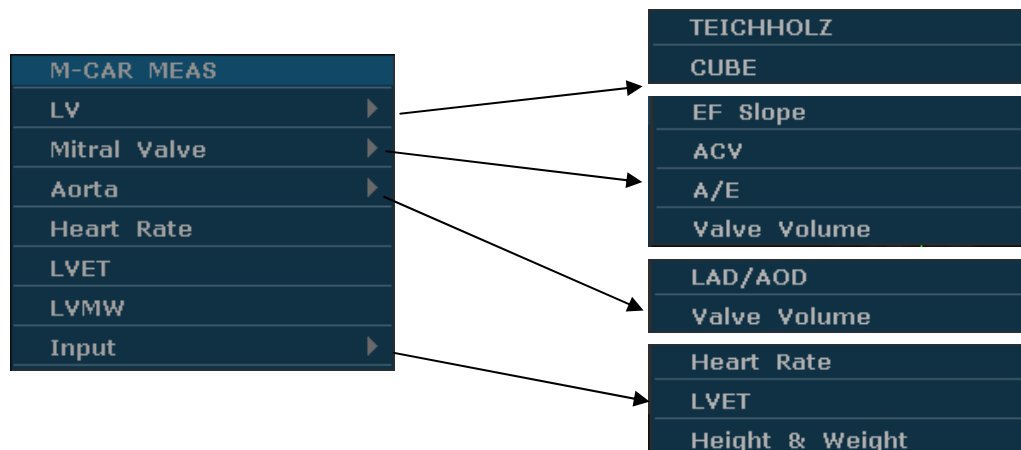 M-CAR MEAS
LV
Mitral Valve
Aorta
Heart Rate
LVET
LVMW
Input
TEICHHOLZ
CUBE
EF Slope
ACV
A/E
Valve Volume
LAD/AOD
Valve Volume
Heart Rate
LVET
Height & Weight